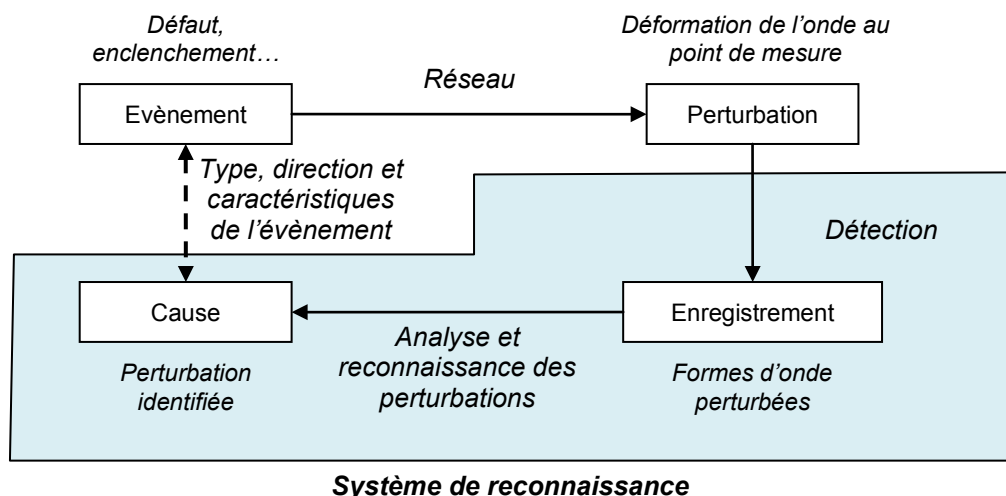 Défaut,
enclenchement…
Déformation de l'onde au
point de mesure
Réseau
Evènement
Perturbation
Type, direction et
caractéristiques
de l'évènement
Détection
Cause
Enregistrement
Analyse et
reconnaissance des
perturbations
Perturbation
identifiée
Formes d'onde
perturbées
Système de reconnaissance